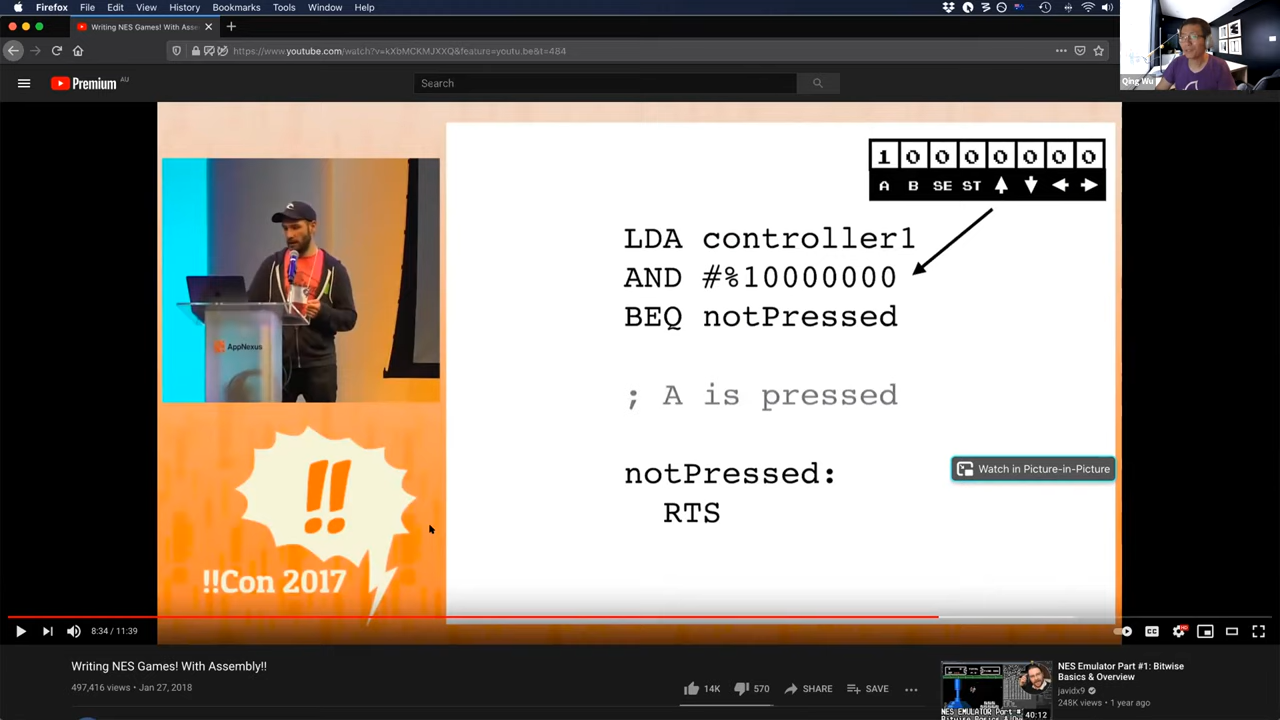 Firefox File Edit View History Bookmarks Tools Window Help
Writing NES Games! With Asse
https://www.youtube.com/watch?v=kXbMCKMJXXQ&feature=youtu.be&t=484
Qing Wu
Premium AU
Search
1 0 0 0 0 0 0 0
A B SE ST
LDA controller1
AND #%10000000
BEQ notPressed
; A is pressed
notPressed:
RTS
AppNexus
Watch in Picture-in-Picture
!!
!!Con 2017
8:34 / 11:39
CC
HD
Writing NES Games! With Assembly!!
497,416 views • Jan 27, 2018
14K 570 SHARE SAVE
NES Emulator Part #1: Bitwise
Basics & Overview
javidx9
248K views • 1 year ago
40:12